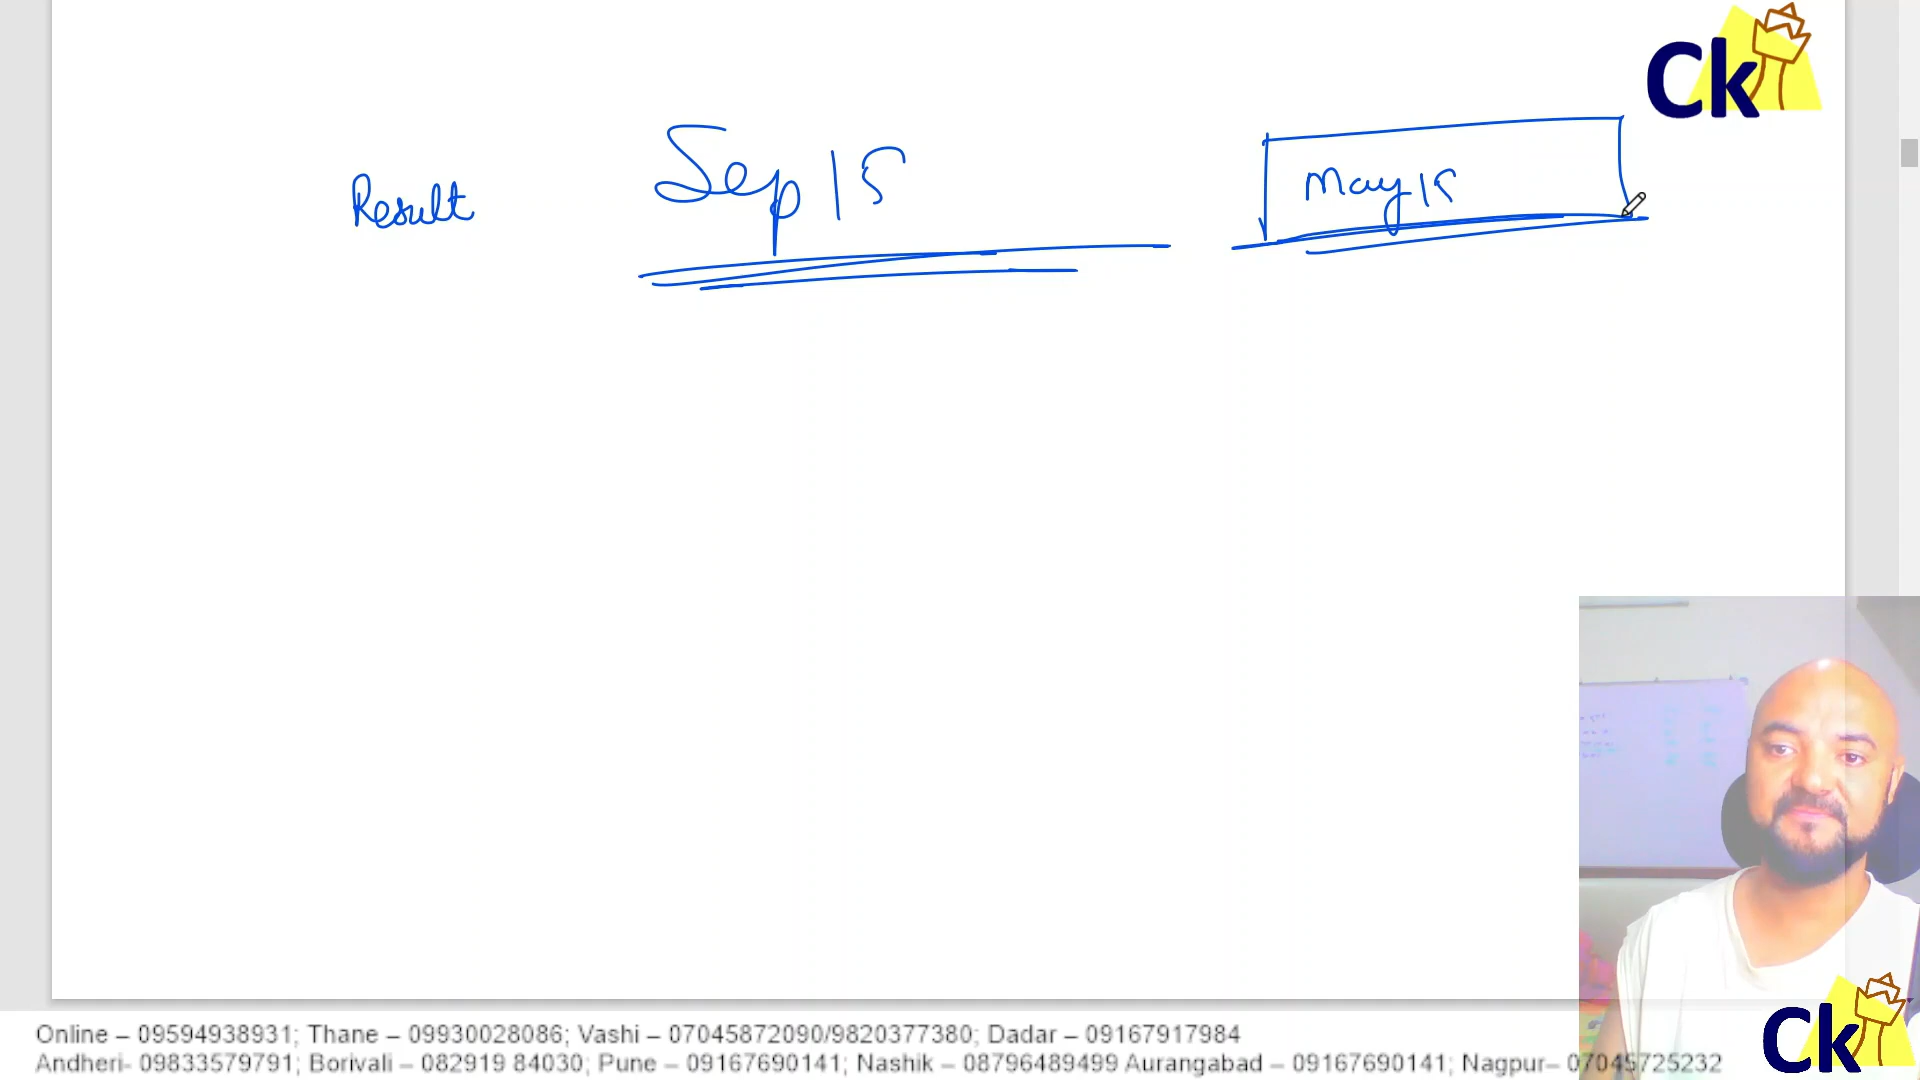 Ck
Result Sep 15 May 15
Online – 09594938931; Thane – 09930028086; Vashi – 07045872090/9820377380; Dadar – 09167917984
Andheri- 09833579791; Borivali – 082919 84030; Pune – 09167690141; Nashik – 08796489499 Aurangabad – 09167690141; Nagpur– 07045725232
Ck